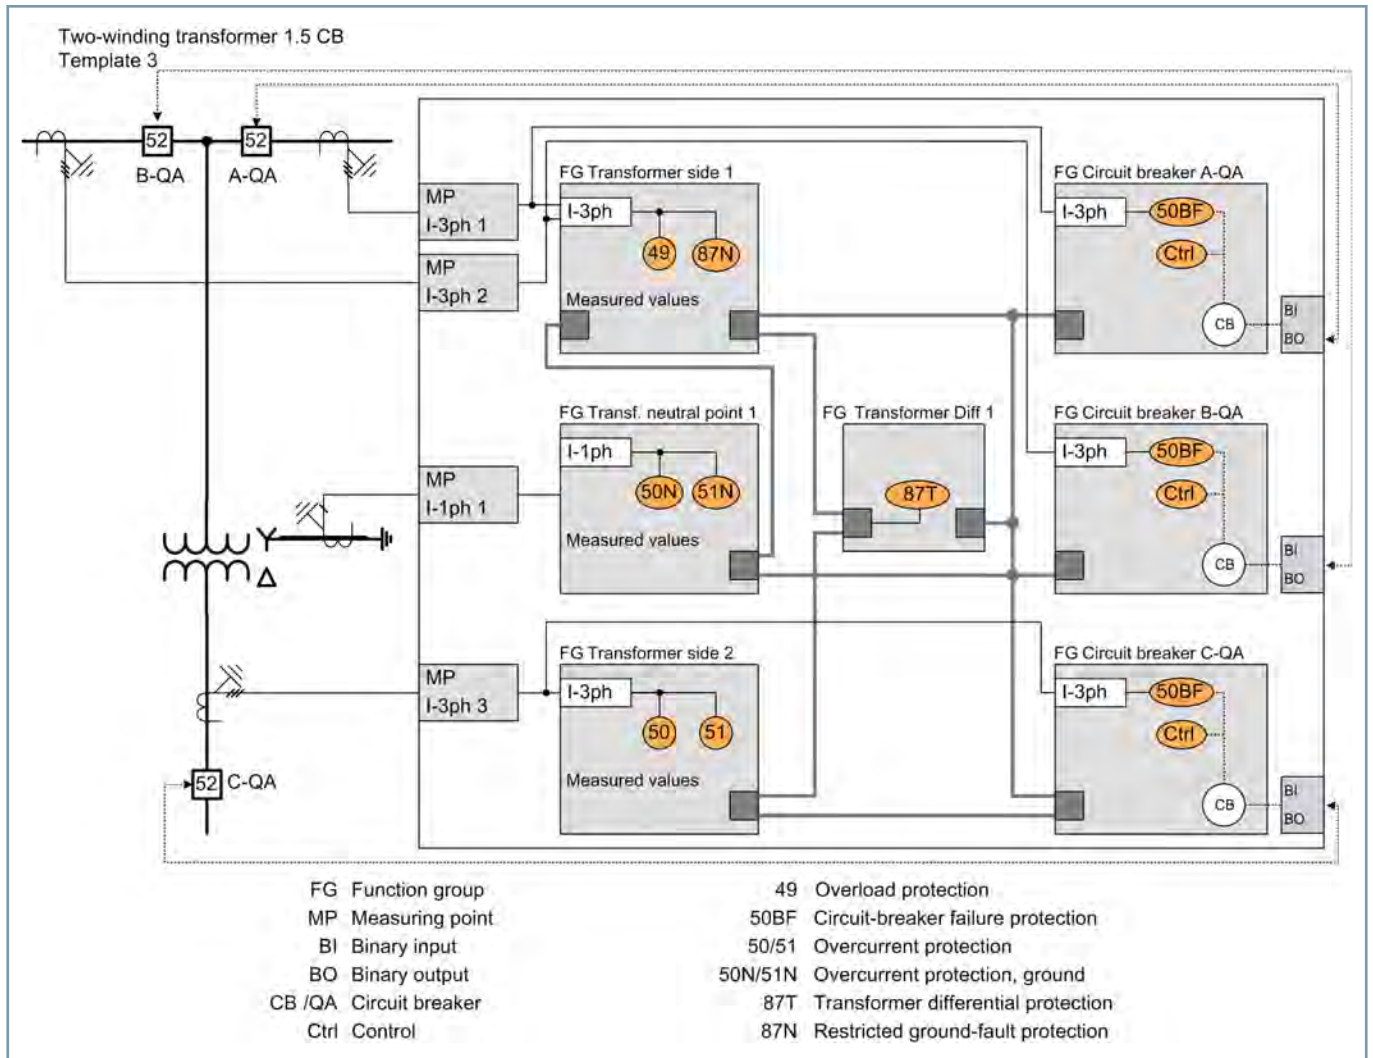 Two-winding transformer 1.5 CB
Template 3
52
52
B-QA
A-QA
MP
I-3ph 1
MP
I-3ph 2
FG Transformer side 1
I-3ph
49
87N
Measured values
FG Circuit breaker A-QA
I-3ph
50BF
Ctrl
CB
BI
BO
MP
I-1ph 1
FG Transf. neutral point 1
I-1ph
50N
51N
Measured values
FG Transformer Diff 1
87T
FG Circuit breaker B-QA
I-3ph
50BF
Ctrl
CB
BI
BO
Y
Δ
MP
I-3ph 3
FG Transformer side 2
I-3ph
50
51
Measured values
FG Circuit breaker C-QA
I-3ph
50BF
Ctrl
CB
BI
BO
52
C-QA
FG Function group
MP Measuring point
BI Binary input
BO Binary output
CB /QA Circuit breaker
Ctrl Control
49 Overload protection
50BF Circuit-breaker failure protection
50/51 Overcurrent protection
50N/51N Overcurrent protection, ground
87T Transformer differential protection
87N Restricted ground-fault protection